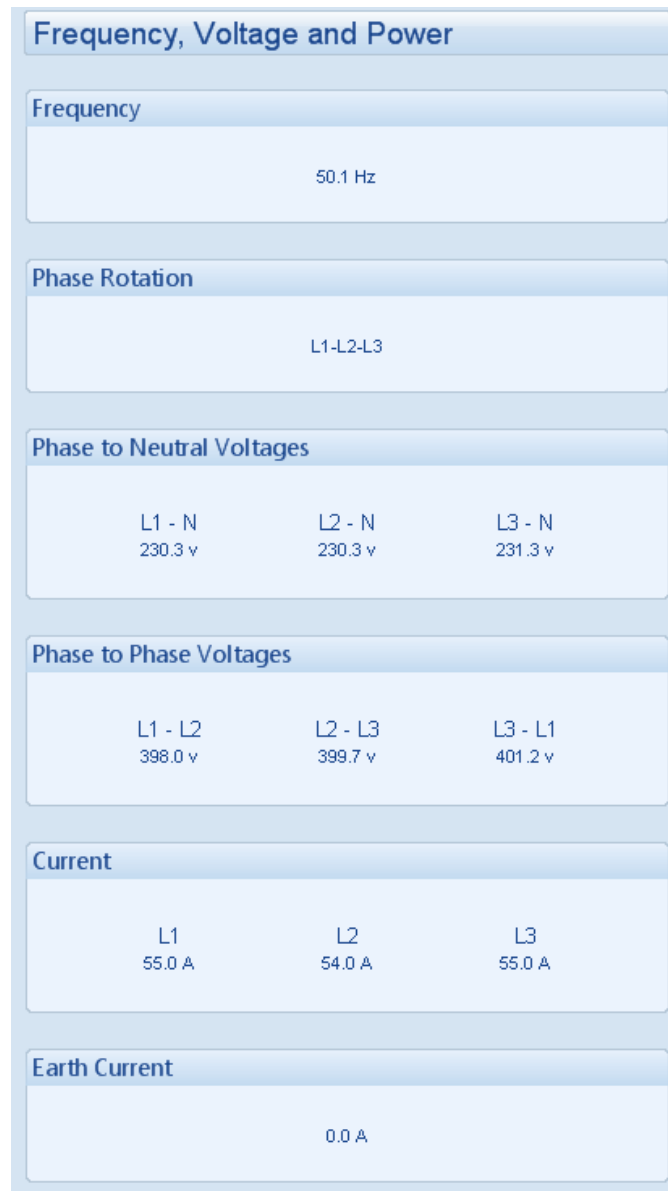 Frequency, Voltage and Power
Frequency
50.1 Hz
Phase Rotation
L1-L2-L3
Phase to Neutral Voltages
L1 - N L2 - N L3 - N
230.3 v 230.3 v 231.3 v
Phase to Phase Voltages
L1 - L2 L2 - L3 L3 - L1
398.0 v 399.7 v 401.2 v
Current
L1 L2 L3
55.0 A 54.0 A 55.0 A
Earth Current
0.0 A